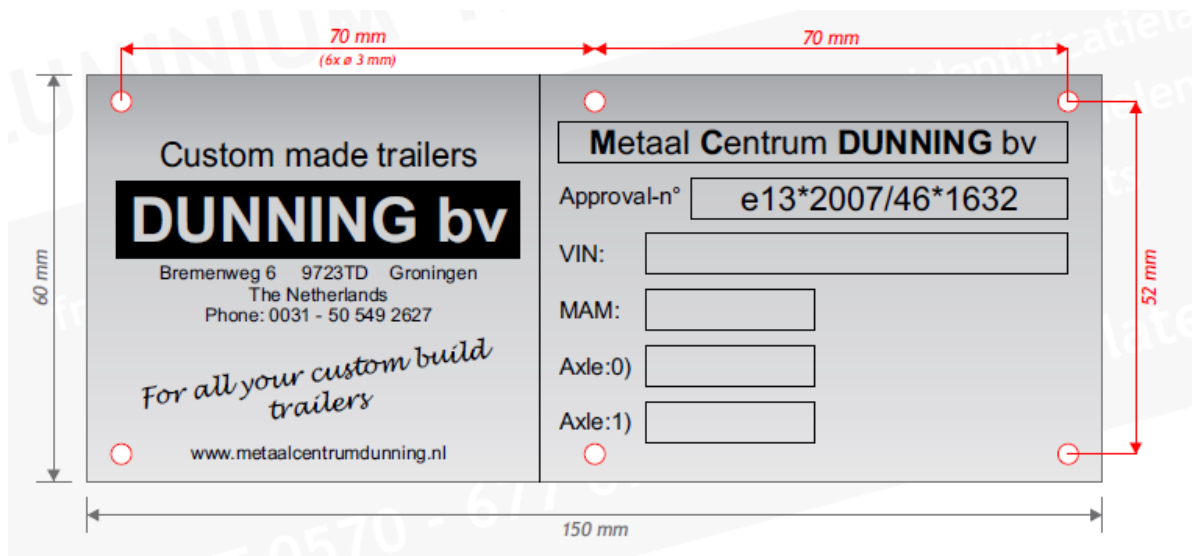 70 mm
(6x ø 3 mm)
70 mm
60 mm
Custom made trailers
DUNNING bv
Bremenweg 6 9723TD Groningen
The Netherlands
Phone: 0031 - 50 549 2627
For all your custom build
trailers
www.metaalcentrumdunning.nl
Metaal Centrum DUNNING bv
Approval-n° e13*2007/46*1632
VIN:
MAM:
Axle:0)
Axle:1)
52 mm
150 mm